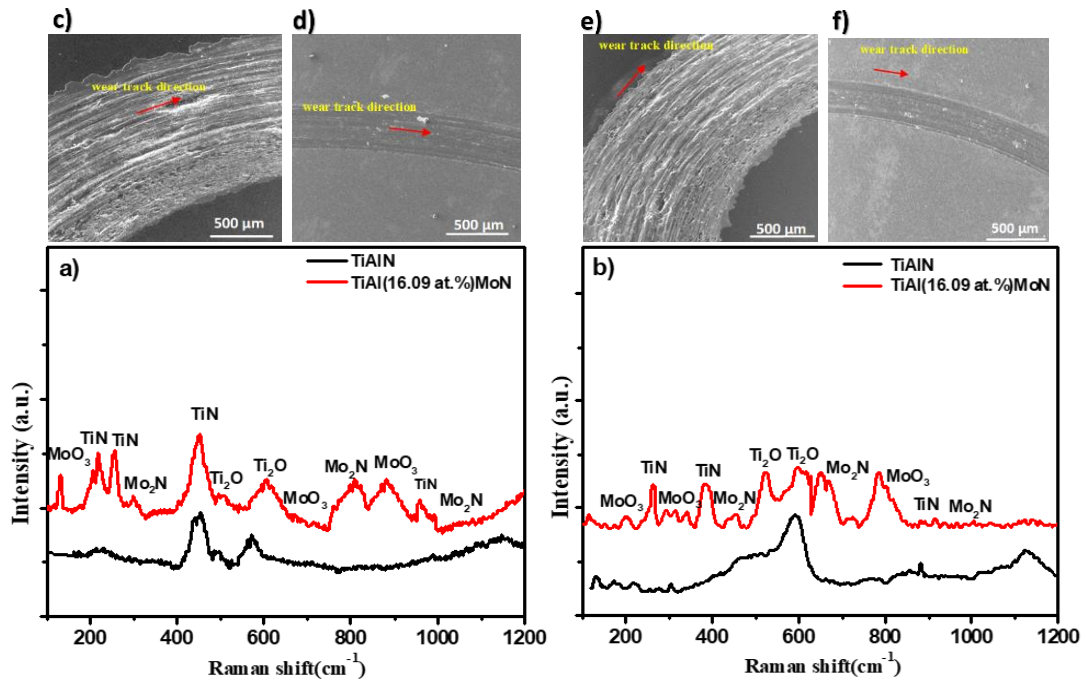 c)
d)
e)
f)
wear track direction
wear track direction
wear track direction
wear track direction
500 µm
500 µm
500 µm
500 µm
a)
TiAlN
TiAl(16.09 at.%)MoN
MoO3
TiN
TiN
Mo2N
TiN
Ti2O
Ti2O
MoO3
Mo2N
MoO3
TiN
Mo2N
Intensity (a.u.)
200 400 600 800 1000 1200
Raman shift(cm-1)
b)
TiAlN
TiAl(16.09 at.%)MoN
MoO3
TiN
MoO3
TiN
Mo2N
Ti2O
Ti2O
Mo2N
MoO3
TiN
Mo2N
Intensity (a.u.)
200 400 600 800 1000 1200
Raman shift(cm-1)